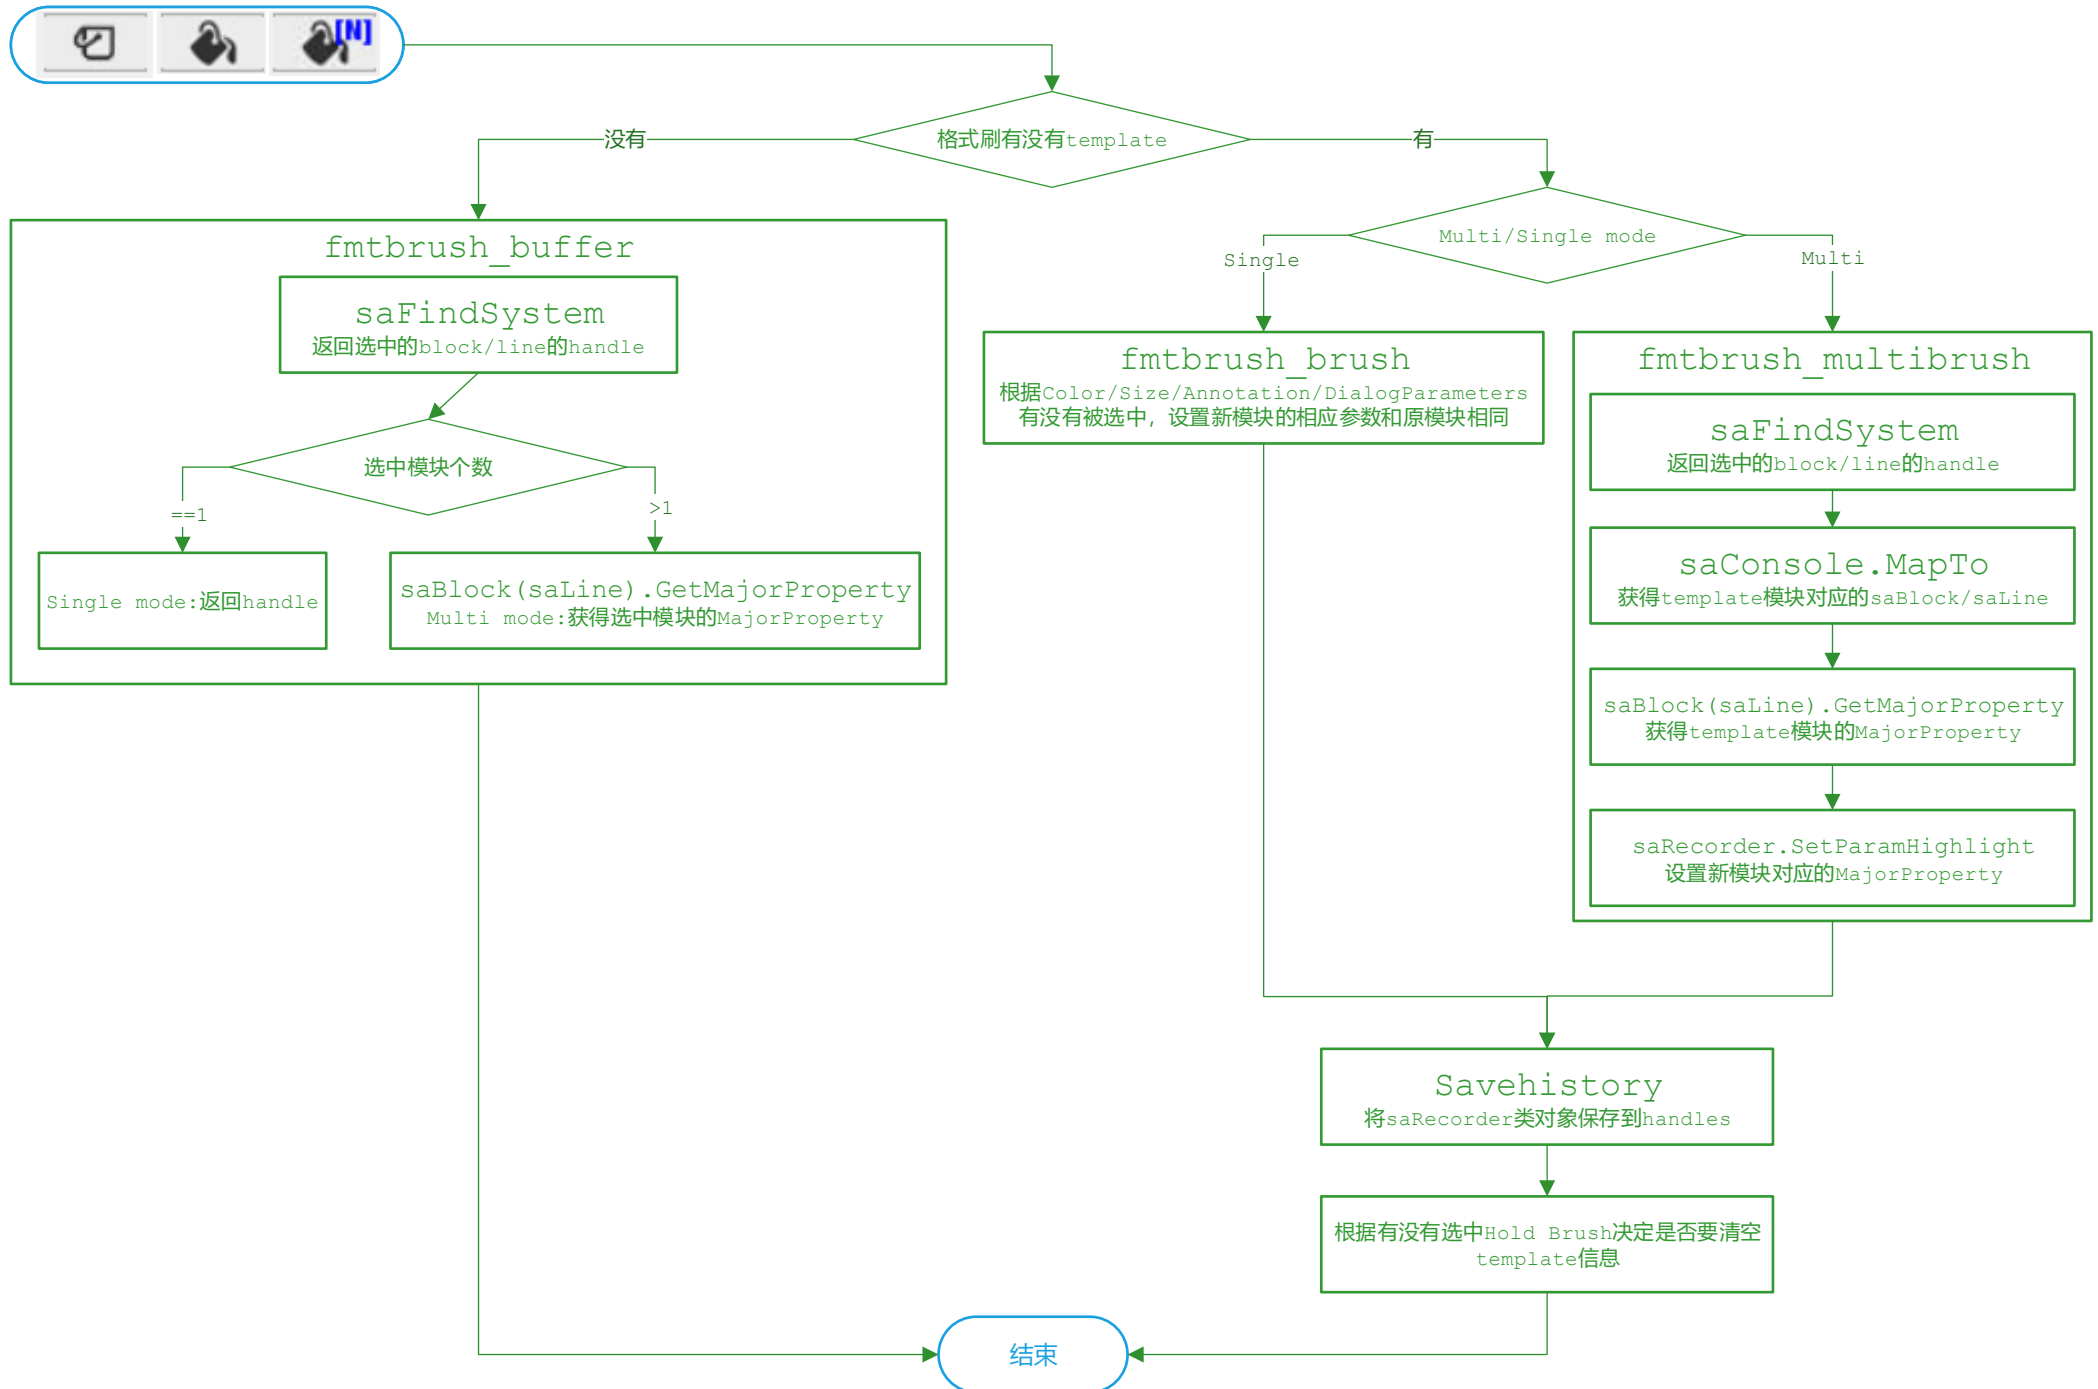 [N]
格式刷有没有template
没有
有
fmtbrush_buffer
saFindSystem
返回选中的block/line的handle
选中模块个数
==1
>1
Single mode:返回handle
saBlock(saLine).GetMajorProperty
Multi mode:获得选中模块的MajorProperty
Multi/Single mode
Single
Multi
fmtbrush_brush
根据Color/Size/Annotation/DialogParameters
有没有被选中，设置新模块的相应参数和原模块相同
fmtbrush_multibrush
saFindSystem
返回选中的block/line的handle
saConsole.MapTo
获得template模块对应的saBlock/saLine
saBlock(saLine).GetMajorProperty
获得template模块的MajorProperty
saRecorder.SetParamHighlight
设置新模块对应的MajorProperty
Savehistory
将saRecorder类对象保存到handles
根据有没有选中Hold Brush决定是否要清空
template信息
结束